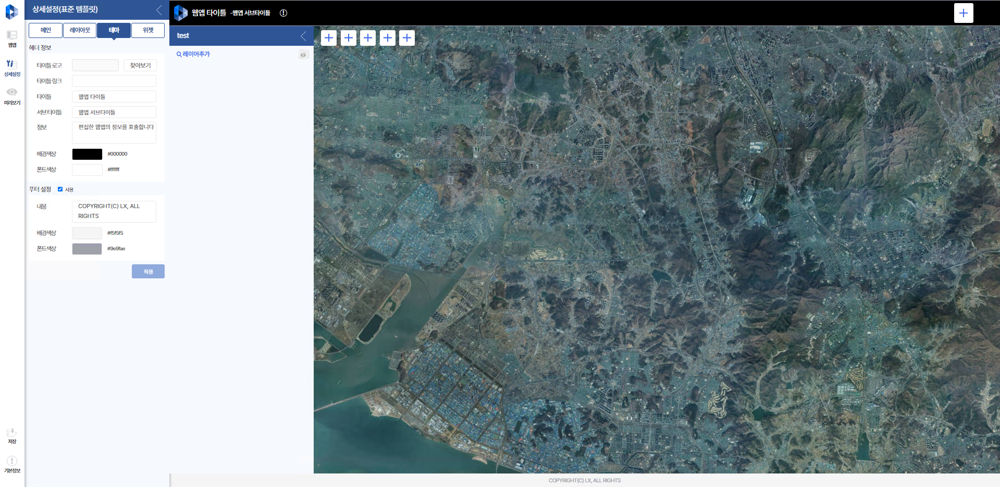 상세설정(표준 템플릿)
웹앱 타이틀 -웹앱 서브타이틀
웹앱
상세설정
미리보기
저장
기본정보
메인
레이아웃
테마
위젯
헤더 정보
타이틀로고
찾아보기
타이틀링크
타이틀
웹앱 타이틀
서브타이틀
웹앱 서브타이틀
정보
편집한 웹앱의 정보를 표출합니다
배경색상
#000000
폰트색상
#ffffff
푸터 설정
사용
내용
COPYRIGHT(C) LX, ALL
RIGHTS
배경색상
#f5f5f5
폰트색상
#9e9fae
적용
test
레이어추가
COPYRIGHT(C) LX, ALL RIGHTS